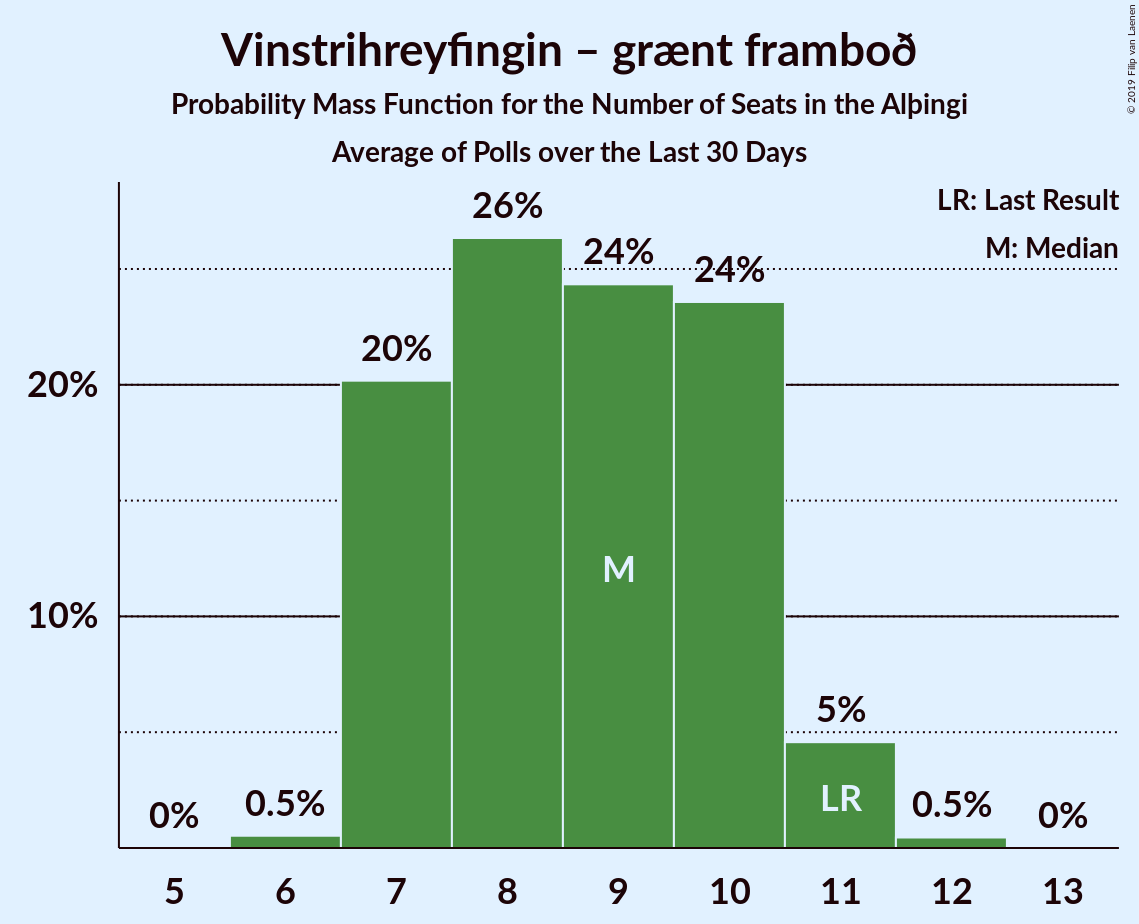 Vinstrihreyfingin – grænt framboð
Probability Mass Function for the Number of Seats in the Alþingi
Average of Polls over the Last 30 Days
© 2019 Filip van Laenen
LR: Last Result
M: Median
26%
24%
24%
20%
20%
M
10%
5%
LR
0%
0.5%
0.5%
0%
5 6 7 8 9 10 11 12 13